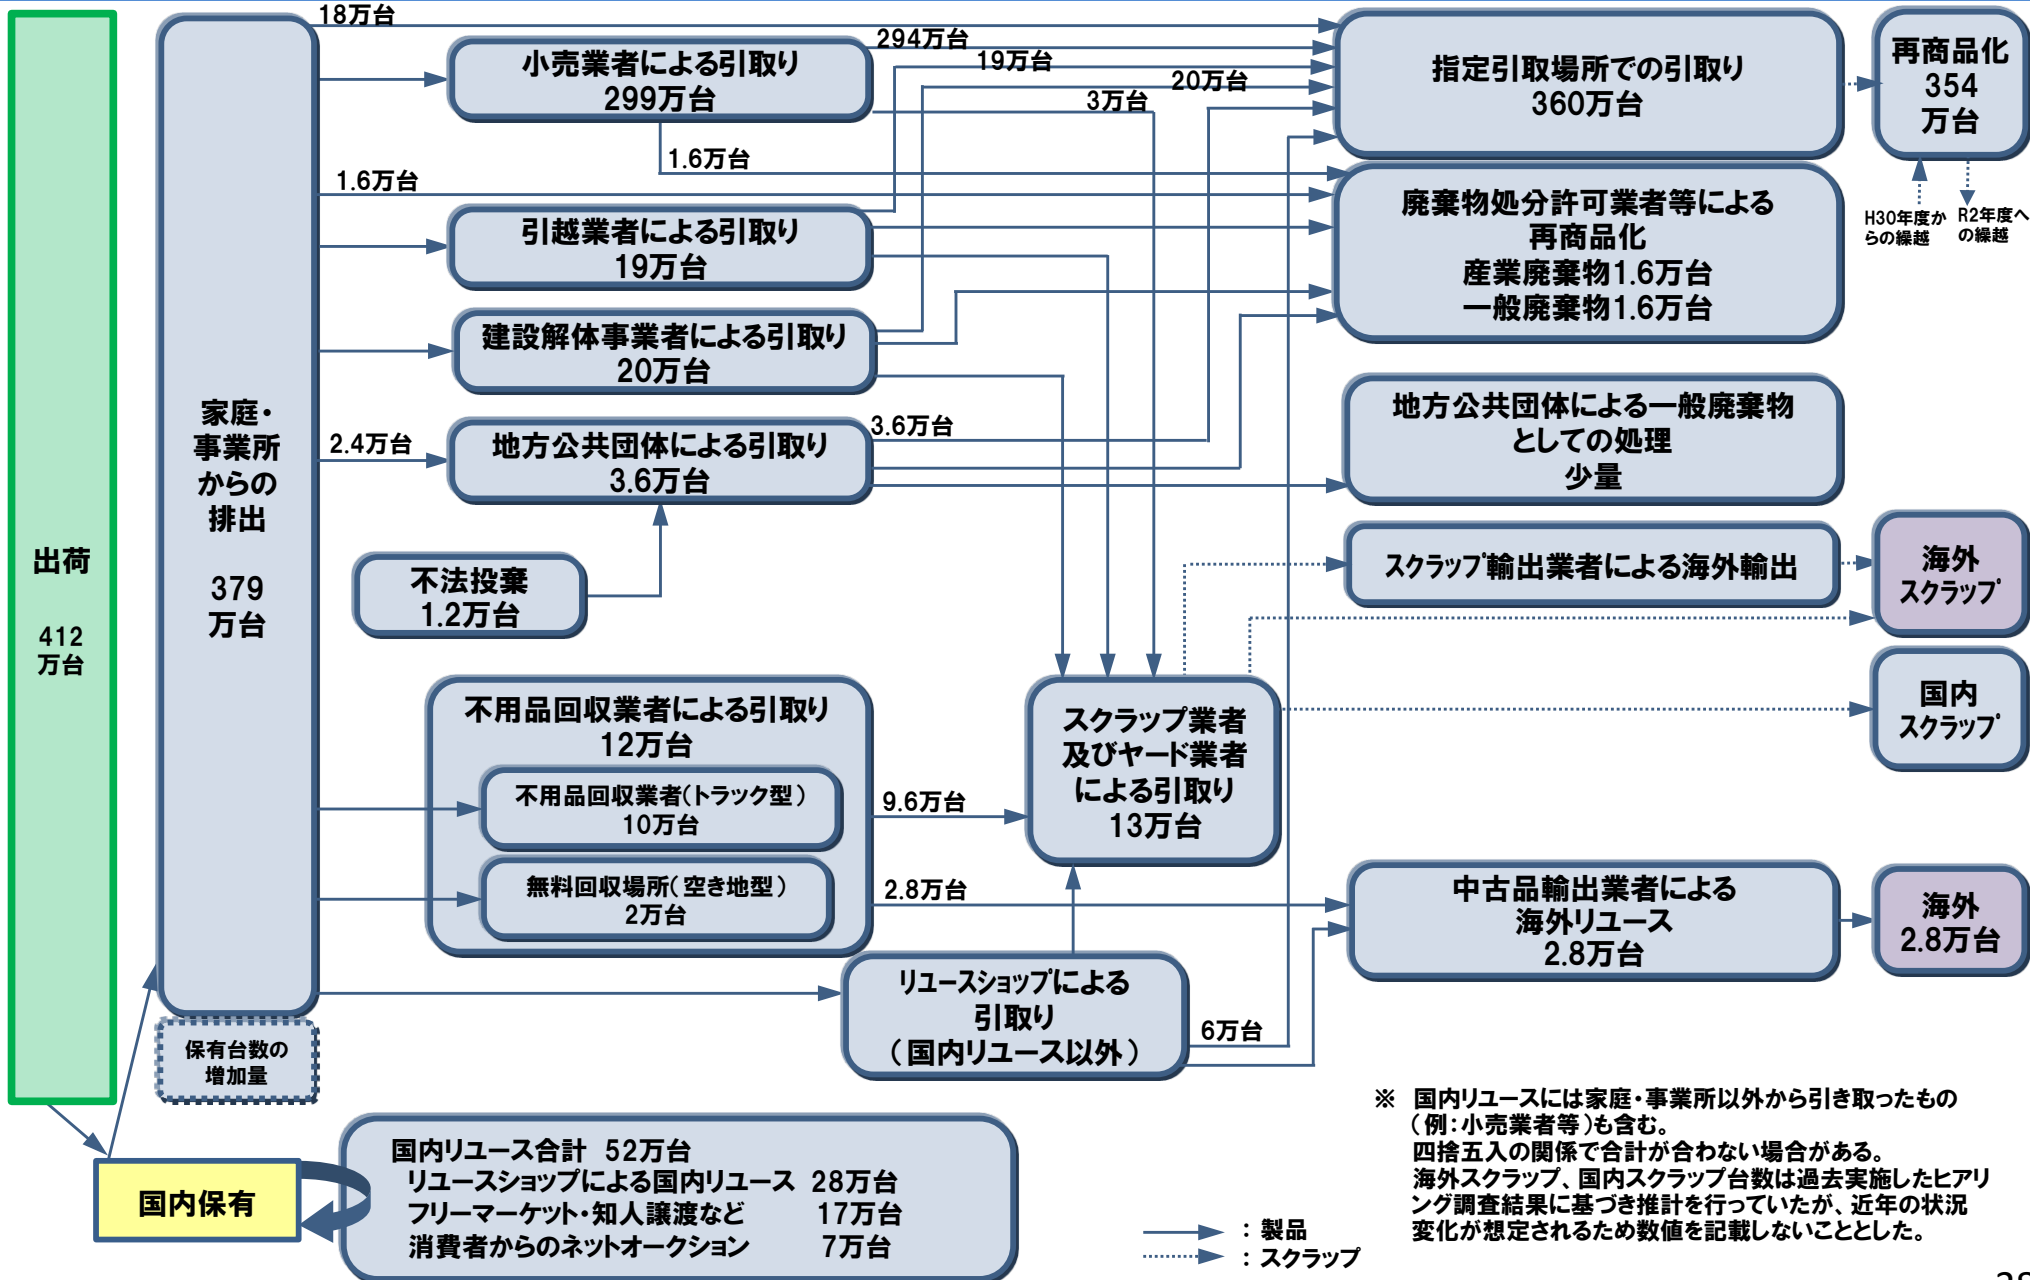 出荷
412
万台
家庭・
事業所
からの
排出
379
万台
保有台数の
増加量
国内保有
18万台
小売業者による引取り
299万台
294万台
19万台
20万台
3万台
1.6万台
1.6万台
引越業者による引取り
19万台
建設解体事業者による引取り
20万台
2.4万台
地方公共団体による引取り
3.6万台
3.6万台
不法投棄
1.2万台
不用品回収業者による引取り
12万台
不用品回収業者（トラック型）
10万台
無料回収場所（空き地型）
2万台
9.6万台
2.8万台
リユースショップによる
引取り
（国内リユース以外）
6万台
スクラップ業者
及びヤード業者
による引取り
13万台
指定引取場所での引取り
360万台
再商品化
354
万台
H30年度か
らの繰越
R2年度へ
の繰越
廃棄物処分許可業者等による
再商品化
産業廃棄物1.6万台
一般廃棄物1.6万台
地方公共団体による一般廃棄物
としての処理
少量
スクラップ輸出業者による海外輸出
海外
スクラップ
国内
スクラップ
中古品輸出業者による
海外リユース
2.8万台
海外
2.8万台
国内リユース合計 52万台
リユースショップによる国内リユース 28万台
フリーマーケット・知人譲渡など 17万台
消費者からのネットオークション 7万台
：製品
：スクラップ
※ 国内リユースには家庭・事業所以外から引き取ったもの
（例：小売業者等）も含む。
四捨五入の関係で合計が合わない場合がある。
海外スクラップ、国内スクラップ台数は過去実施したヒアリ
ング調査結果に基づき推計を行っていたが、近年の状況
変化が想定されるため数値を記載しないこととした。